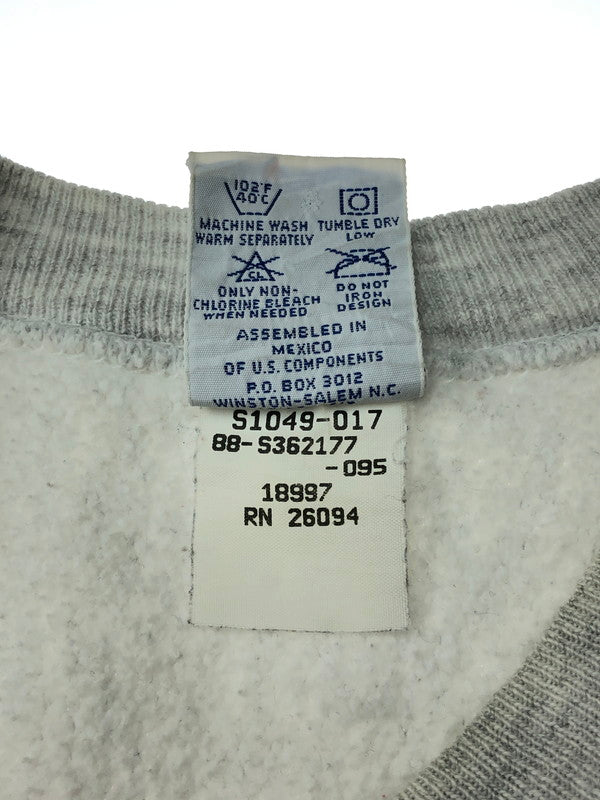 102°F
40°C
MACHINE WASH
WARM SEPARATELY
TUMBLE DRY
LOW
CL
ONLY NON-
CHLORINE BLEACH
WHEN NEEDED
DO NOT
IRON
DESIGN
ASSEMBLED IN
MEXICO
OF U.S. COMPONENTS
P.O. BOX 3012
WINSTON-SALEM N.C.
S1049-017
88-S362177
-095
18997
RN 26094